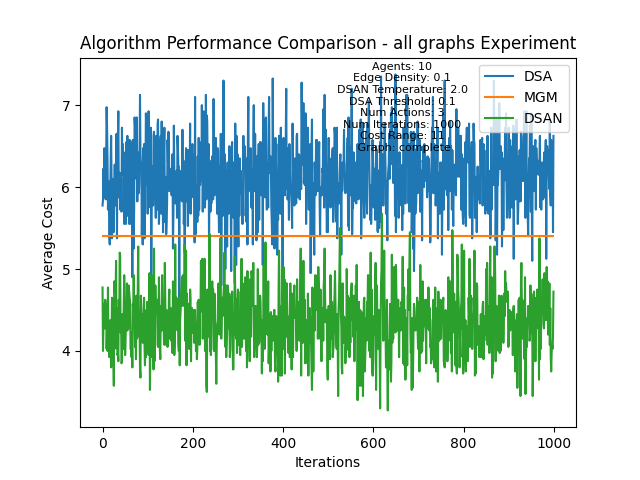 Algorithm Performance Comparison - all graphs Experiment
Agents: 10
Edge Density: 0.1
DSAN Temperature: 2.0
DSA Threshold: 0.1
Num Actions: 3
Num Iterations: 1000
Cost Range: 11
Graph: complete
DSA
MGM
DSAN
7
6
5
4
Average Cost
0
200
400
600
800
1000
Iterations